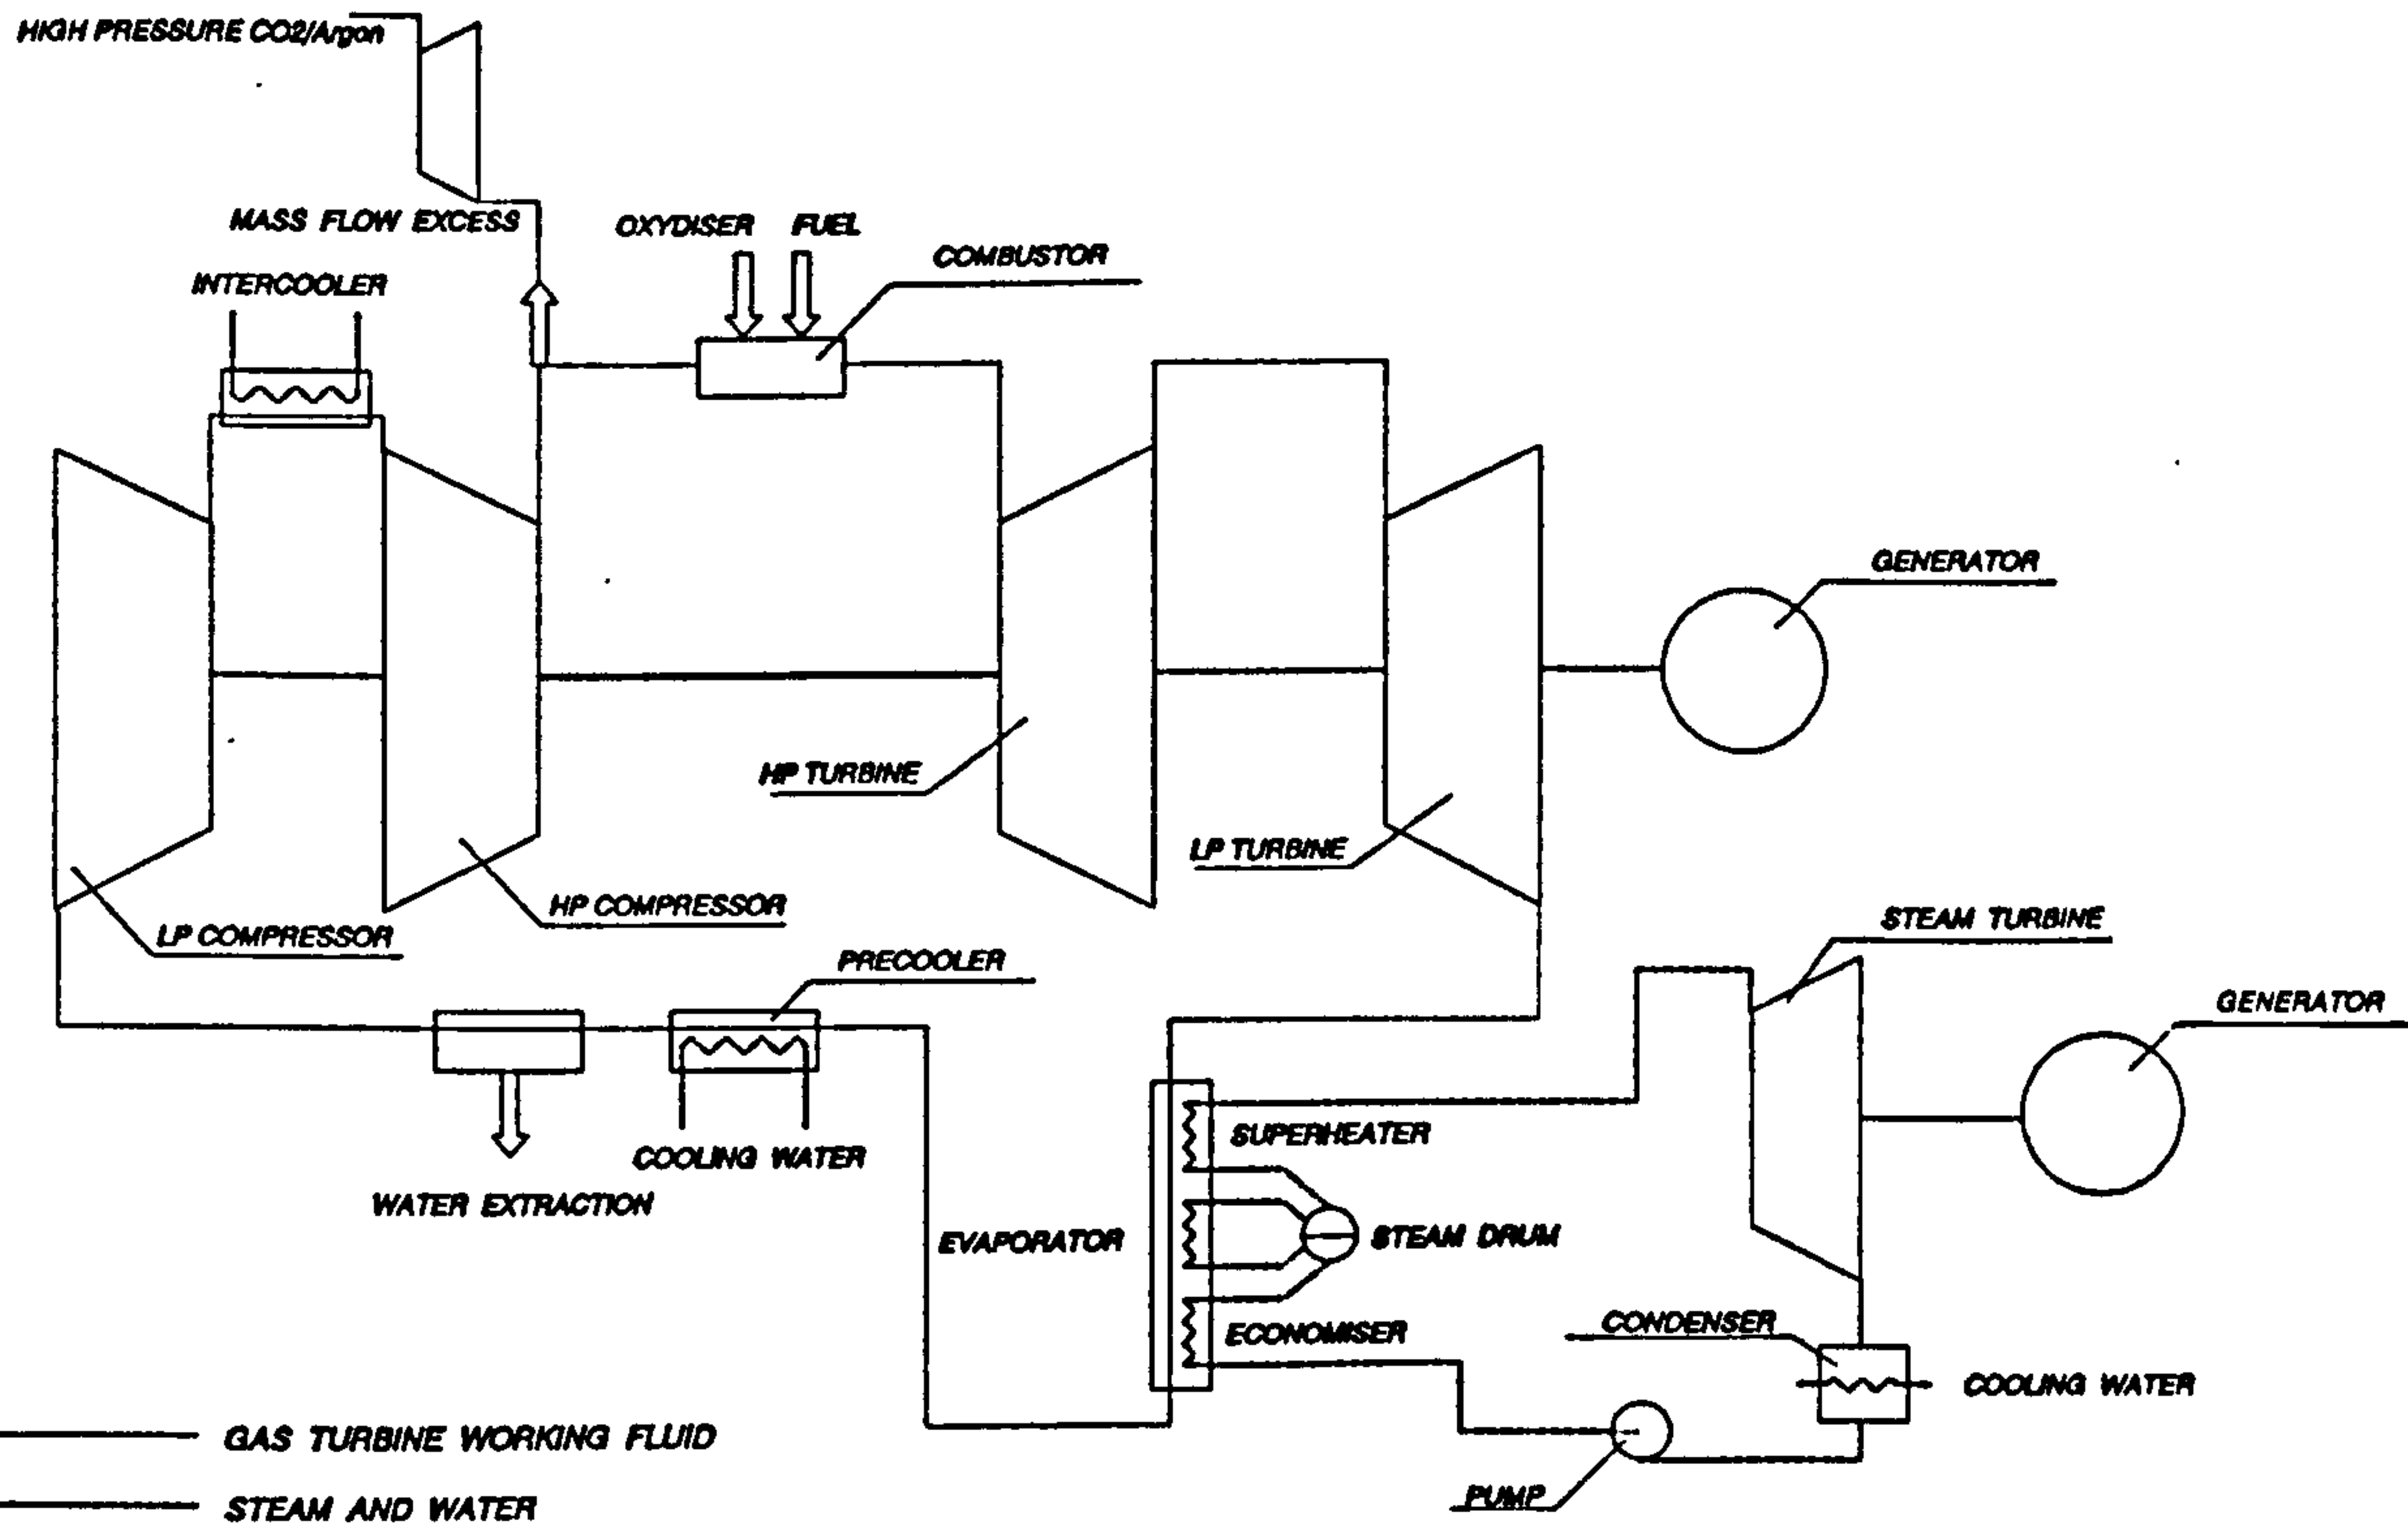 HIGH PRESSURE CO2/Argon
MASS FLOW EXCESS
OXYDISER FUEL
COMBUSTOR
INTERCOOLER
GENERATOR
HP TURBINE
LP TURBINE
HP COMPRESSOR
LP COMPRESSOR
STEAM TURBINE
PRECOOLER
GENERATOR
SUPERHEATER
COOLING WATER
WATER EXTRACTION
EVAPORATOR
STEAM DRUM
ECONOMISER
CONDENSER
COOLING WATER
GAS TURBINE WORKING FLUID
PUMP
STEAM AND WATER